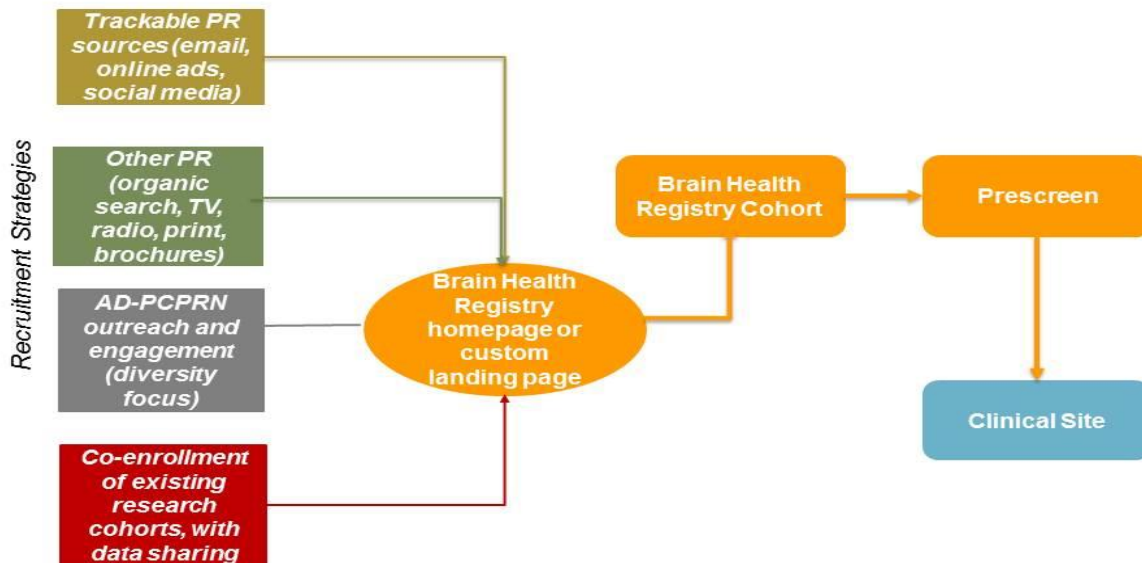 Recruitment Strategies
Trackable PR
sources (email,
online ads,
social media)
Other PR
(organic
search, TV,
radio, print,
brochures)
AD-PCPRN
outreach and
engagement
(diversity
focus)
Co-enrollment
of existing
research
cohorts, with
data sharing
Brain Health
Registry
homepage or
custom
landing page
Brain Health
Registry Cohort
Prescreen
Clinical Site